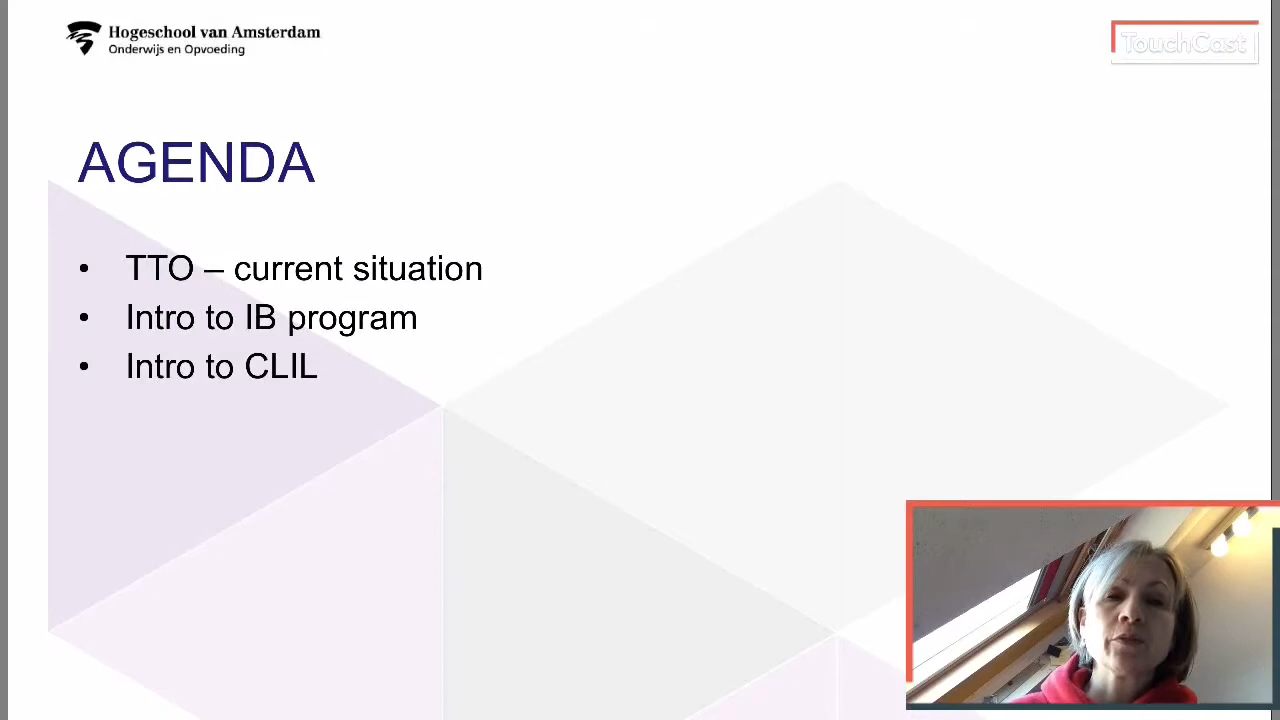 Hogeschool van Amsterdam
Onderwijs en Opvoeding
TouchCast
AGENDA
• TTO – current situation
• Intro to IB program
• Intro to CLIL